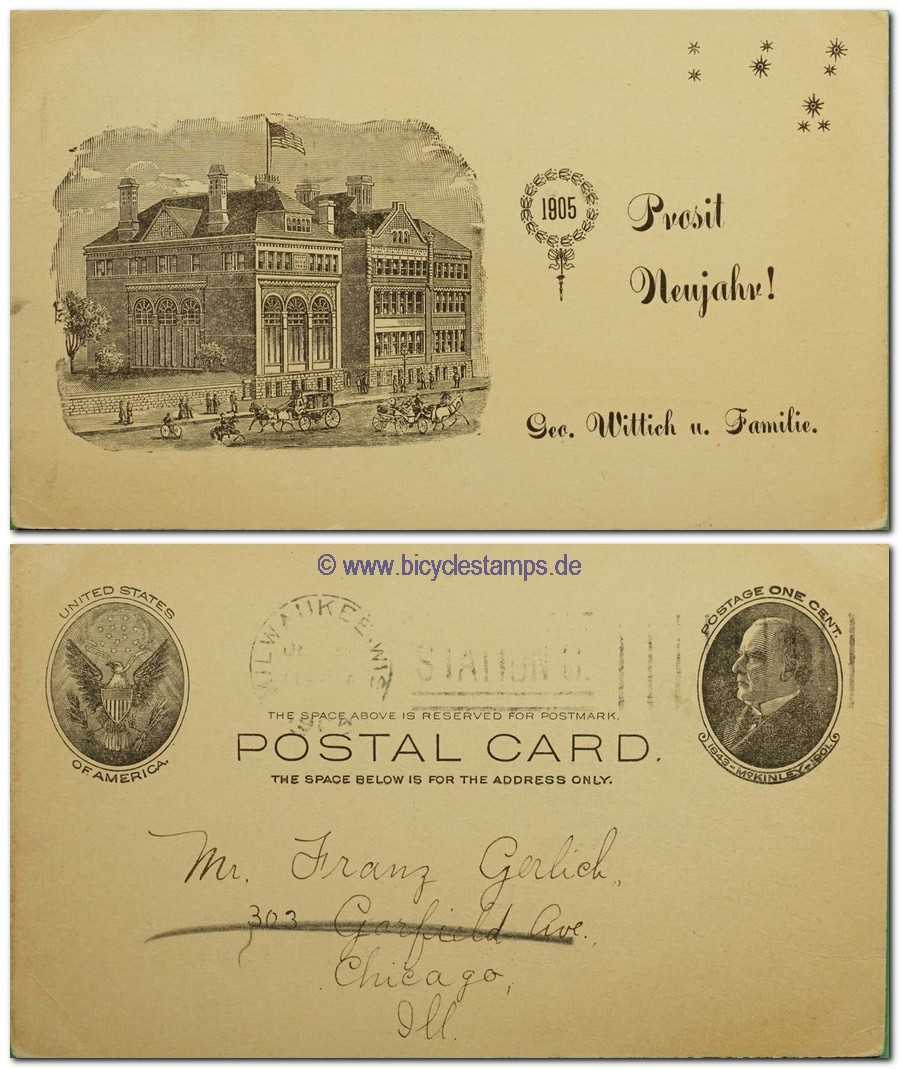 1905
Prosit
Neujahr!
Geo. Wittich u. Familie.
© www.bicyclestamps.de
UNITED STATES
OF AMERICA.
MILWAUKEE, WIS
STATION C.
POSTAGE ONE CENT.
1843-McKINLEY-1901.
THE SPACE ABOVE IS RESERVED FOR POSTMARK.
POSTAL CARD.
THE SPACE BELOW IS FOR THE ADDRESS ONLY.
Mr. Franz Gerlich,
303 Garfield Ave.,
Chicago,
Ill.